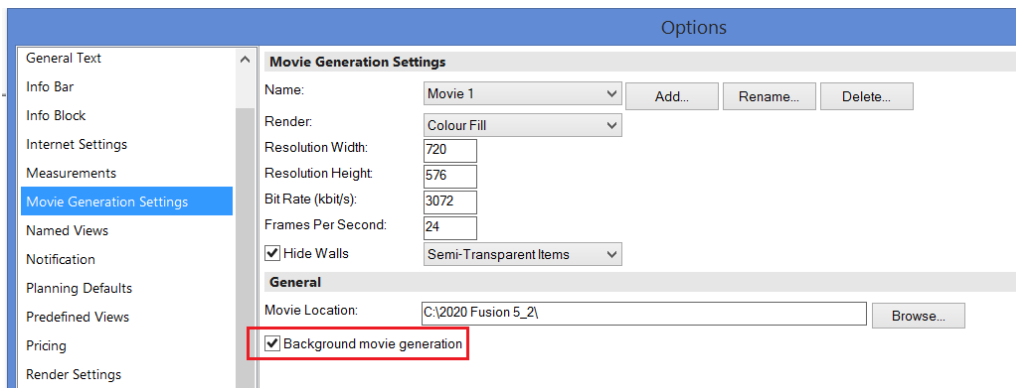 Options
General Text
Info Bar
Info Block
Internet Settings
Measurements
Movie Generation Settings
Named Views
Notification
Planning Defaults
Predefined Views
Pricing
Render Settings
Movie Generation Settings
Name: Movie 1 Add... Rename... Delete...
Render: Colour Fill
Resolution Width: 720
Resolution Height: 576
Bit Rate (kbit/s): 3072
Frames Per Second: 24
Hide Walls Semi-Transparent Items
General
Movie Location: C:\2020 Fusion 5_2\ Browse...
Background movie generation